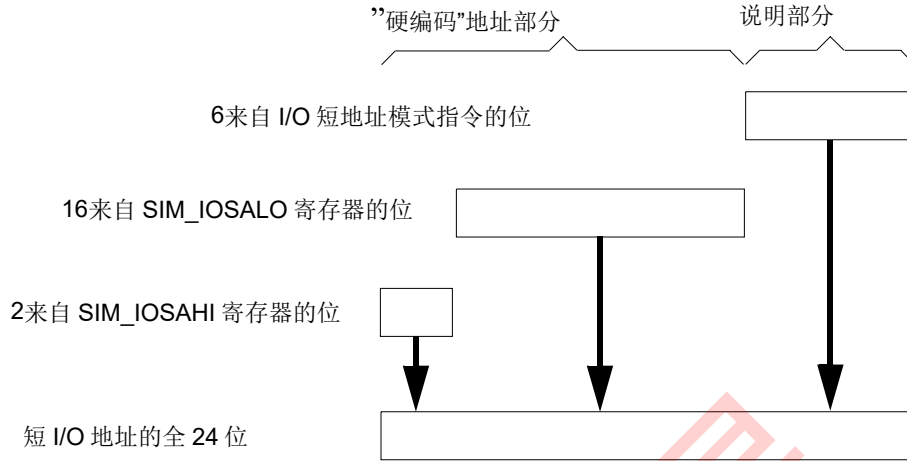 ”硬编码”地址部分
说明部分
6来自 I/O 短地址模式指令的位
16来自 SIM_IOSALO 寄存器的位
2来自 SIM_IOSAHI 寄存器的位
短 I/O 地址的全 24 位